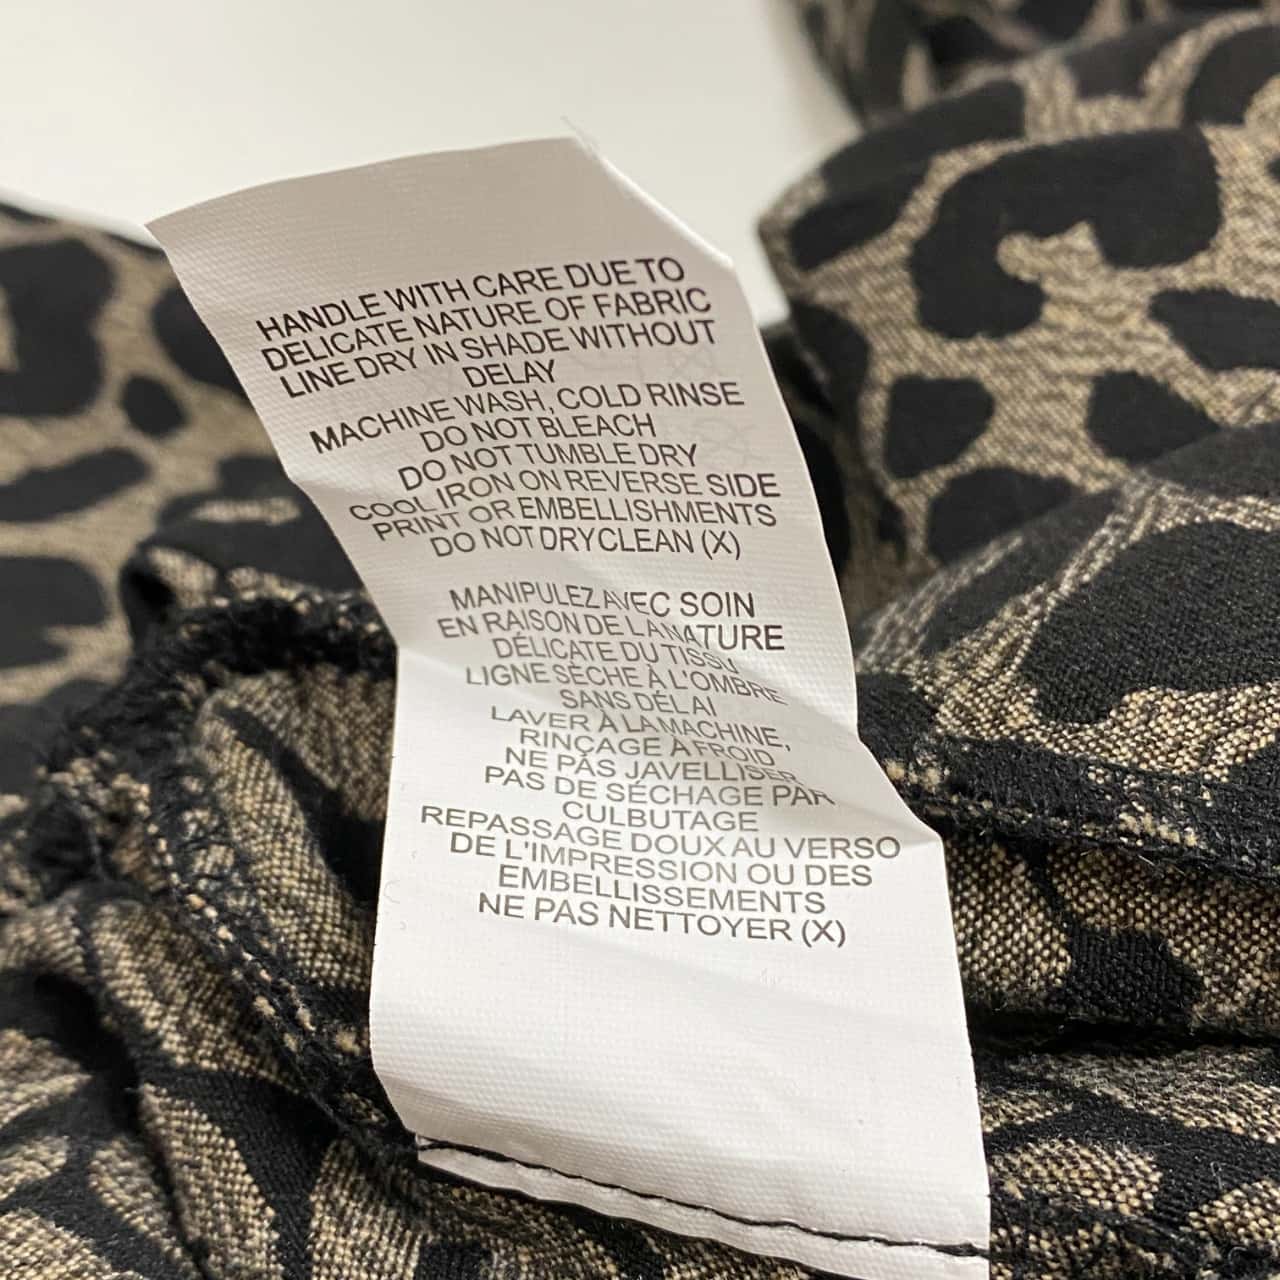 HANDLE WITH CARE DUE TO
DELICATE NATURE OF FABRIC
LINE DRY IN SHADE WITHOUT
DELAY
MACHINE WASH, COLD RINSE
DO NOT BLEACH
DO NOT TUMBLE DRY
COOL IRON ON REVERSE SIDE
PRINT OR EMBELLISHMENTS
DO NOT DRYCLEAN (X)
MANIPULEZ AVEC SOIN
EN RAISON DE LA NATURE
DÉLICATE DU TISSU
LIGNE SÈCHE À L'OMBRE
SANS DÉLAI
LAVER À LA MACHINE,
RINÇAGE À FROID
NE PAS JAVELLISER
PAS DE SÉCHAGE PAR
CULBUTAGE
REPASSAGE DOUX AU VERSO
DE L'IMPRESSION OU DES
EMBELLISSEMENTS
NE PAS NETTOYER (X)